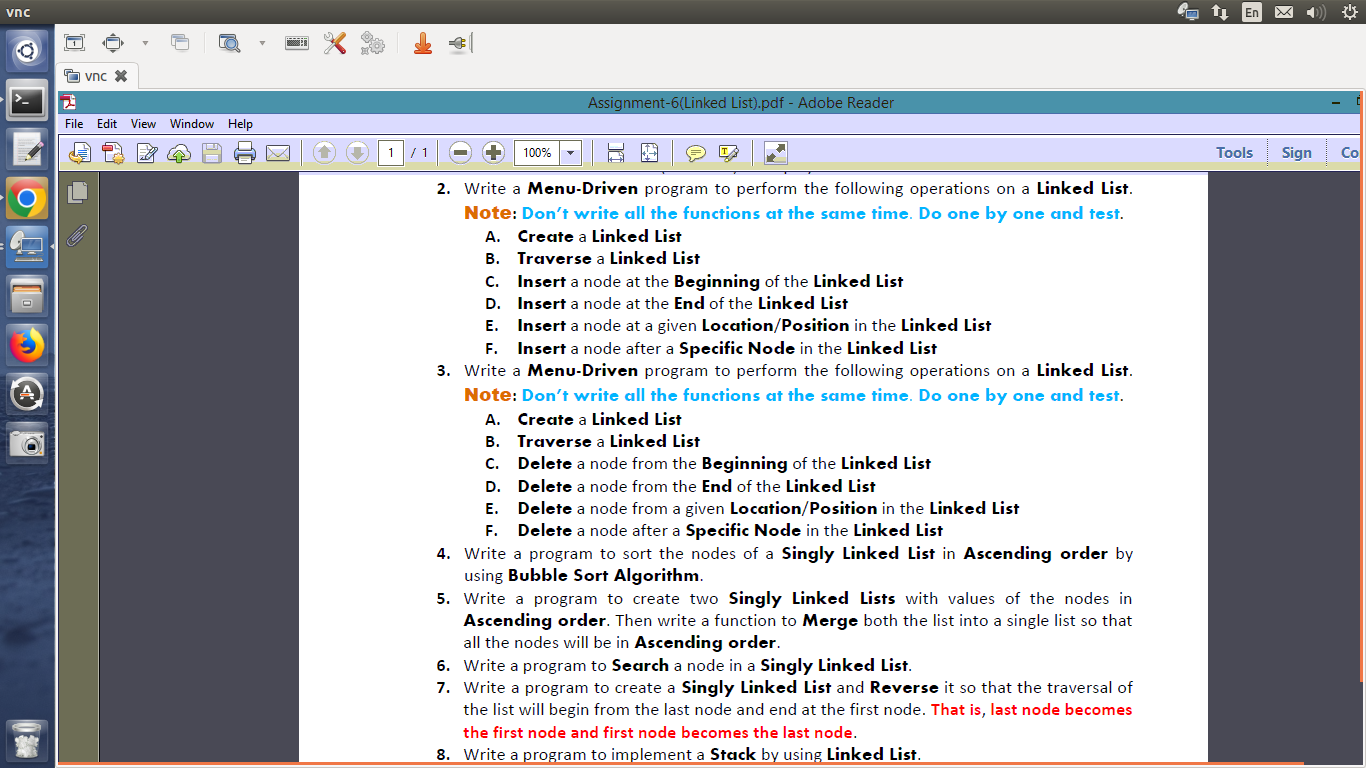 vnc
En
vnc
Assignment-6(Linked List).pdf - Adobe Reader
File Edit View Window Help
1 / 1 100% Tools Sign Co
2. Write a Menu-Driven program to perform the following operations on a Linked List.
Note: Don't write all the functions at the same time. Do one by one and test.
A. Create a Linked List
B. Traverse a Linked List
C. Insert a node at the Beginning of the Linked List
D. Insert a node at the End of the Linked List
E. Insert a node at a given Location/Position in the Linked List
F. Insert a node after a Specific Node in the Linked List
3. Write a Menu-Driven program to perform the following operations on a Linked List.
Note: Don't write all the functions at the same time. Do one by one and test.
A. Create a Linked List
B. Traverse a Linked List
C. Delete a node from the Beginning of the Linked List
D. Delete a node from the End of the Linked List
E. Delete a node from a given Location/Position in the Linked List
F. Delete a node after a Specific Node in the Linked List
4. Write a program to sort the nodes of a Singly Linked List in Ascending order by
using Bubble Sort Algorithm.
5. Write a program to create two Singly Linked Lists with values of the nodes in
Ascending order. Then write a function to Merge both the list into a single list so that
all the nodes will be in Ascending order.
6. Write a program to Search a node in a Singly Linked List.
7. Write a program to create a Singly Linked List and Reverse it so that the traversal of
the list will begin from the last node and end at the first node. That is, last node becomes
the first node and first node becomes the last node.
8. Write a program to implement a Stack by using Linked List.